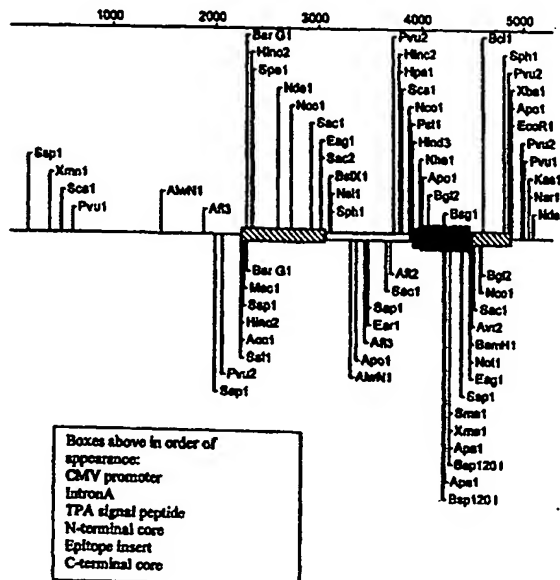 1000 2000 3000 4000 5000
Ssp1
Xmn1
Sca1
Pvu1
AlwN1
Afl3
Bsr G1
Hinc2
Spe1
Nde1
Nco1
Sac1
Eag1
Sac2
BstX1
Nsi1
Sph1
Pvu2
Hinc2
Hpa1
Sca1
Nco1
Pst1
Hind3
Xba1
Apo1
Bgl2
Bsg1
Bcl1
Sph1
Pvu2
Xba1
Apo1
EcoR1
Pvu2
Pvu1
Kas1
Nar1
Nde
Bsr G1
Msc1
Sap1
Hinc2
Acc1
Sal1
Pvu2
Ssp1
Afl2
Sac1
Sap1
Ear1
Afl3
Apo1
AlwN1
Bgl2
Nco1
Sac1
Avr2
BamH1
Not1
Eag1
Ssp1
Sma1
Xma1
Apa1
Bsp120 I
Apa1
Bsp120 I
Boxes above in order of
appearance:
CMV promoter
IntronA
TPA signal peptide
N-terminal core
Epitope insert
C-terminal core